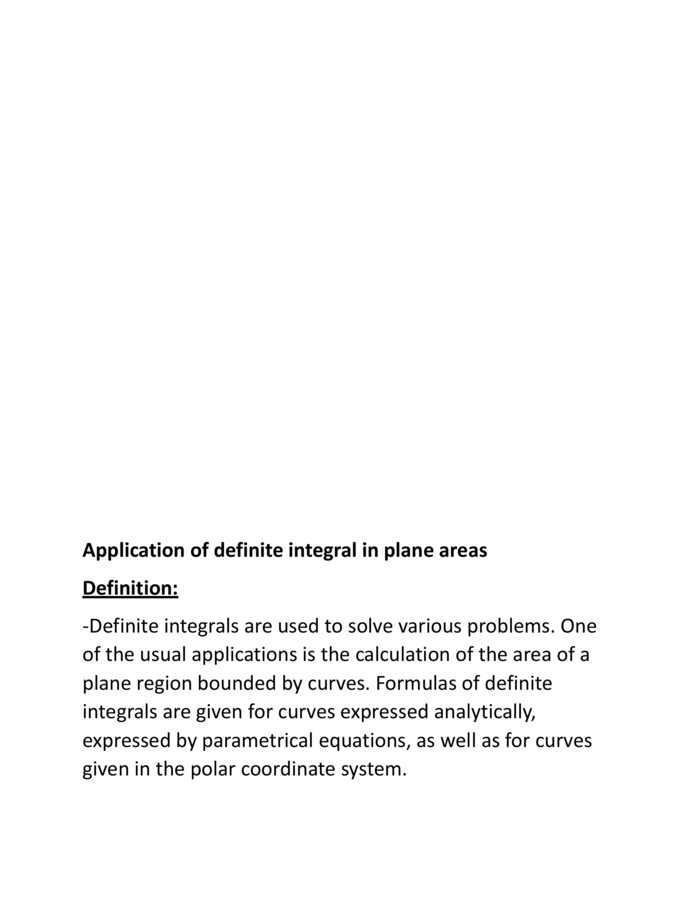 Application of definite integral in plane areas
Definition:
-Definite integrals are used to solve various problems. One
of the usual applications is the calculation of the area of a
plane region bounded by curves. Formulas of definite
integrals are given for curves expressed analytically,
expressed by parametrical equations, as well as for curves
given in the polar coordinate system.